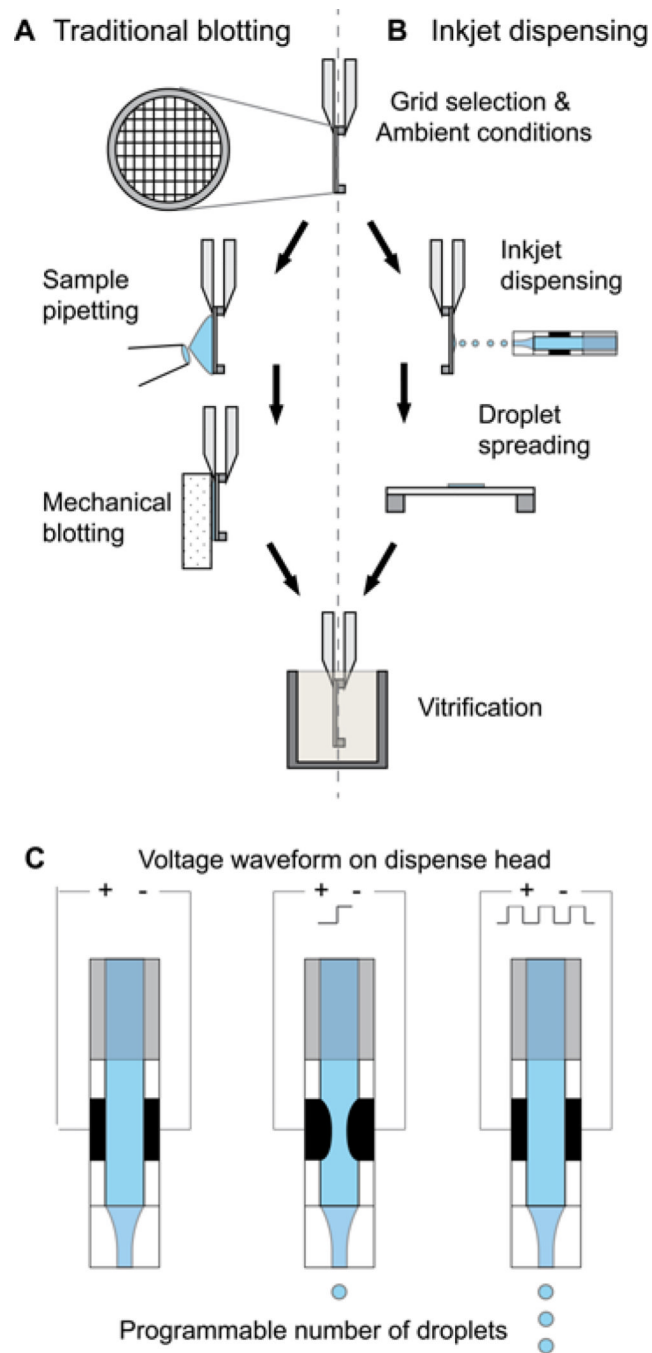 A Traditional blotting
B Inkjet dispensing
Grid selection &
Ambient conditions
Sample
pipetting
Inkjet
dispensing
Mechanical
blotting
Droplet
spreading
Vitrification
C Voltage waveform on dispense head
+ - + - + -
Programmable number of droplets